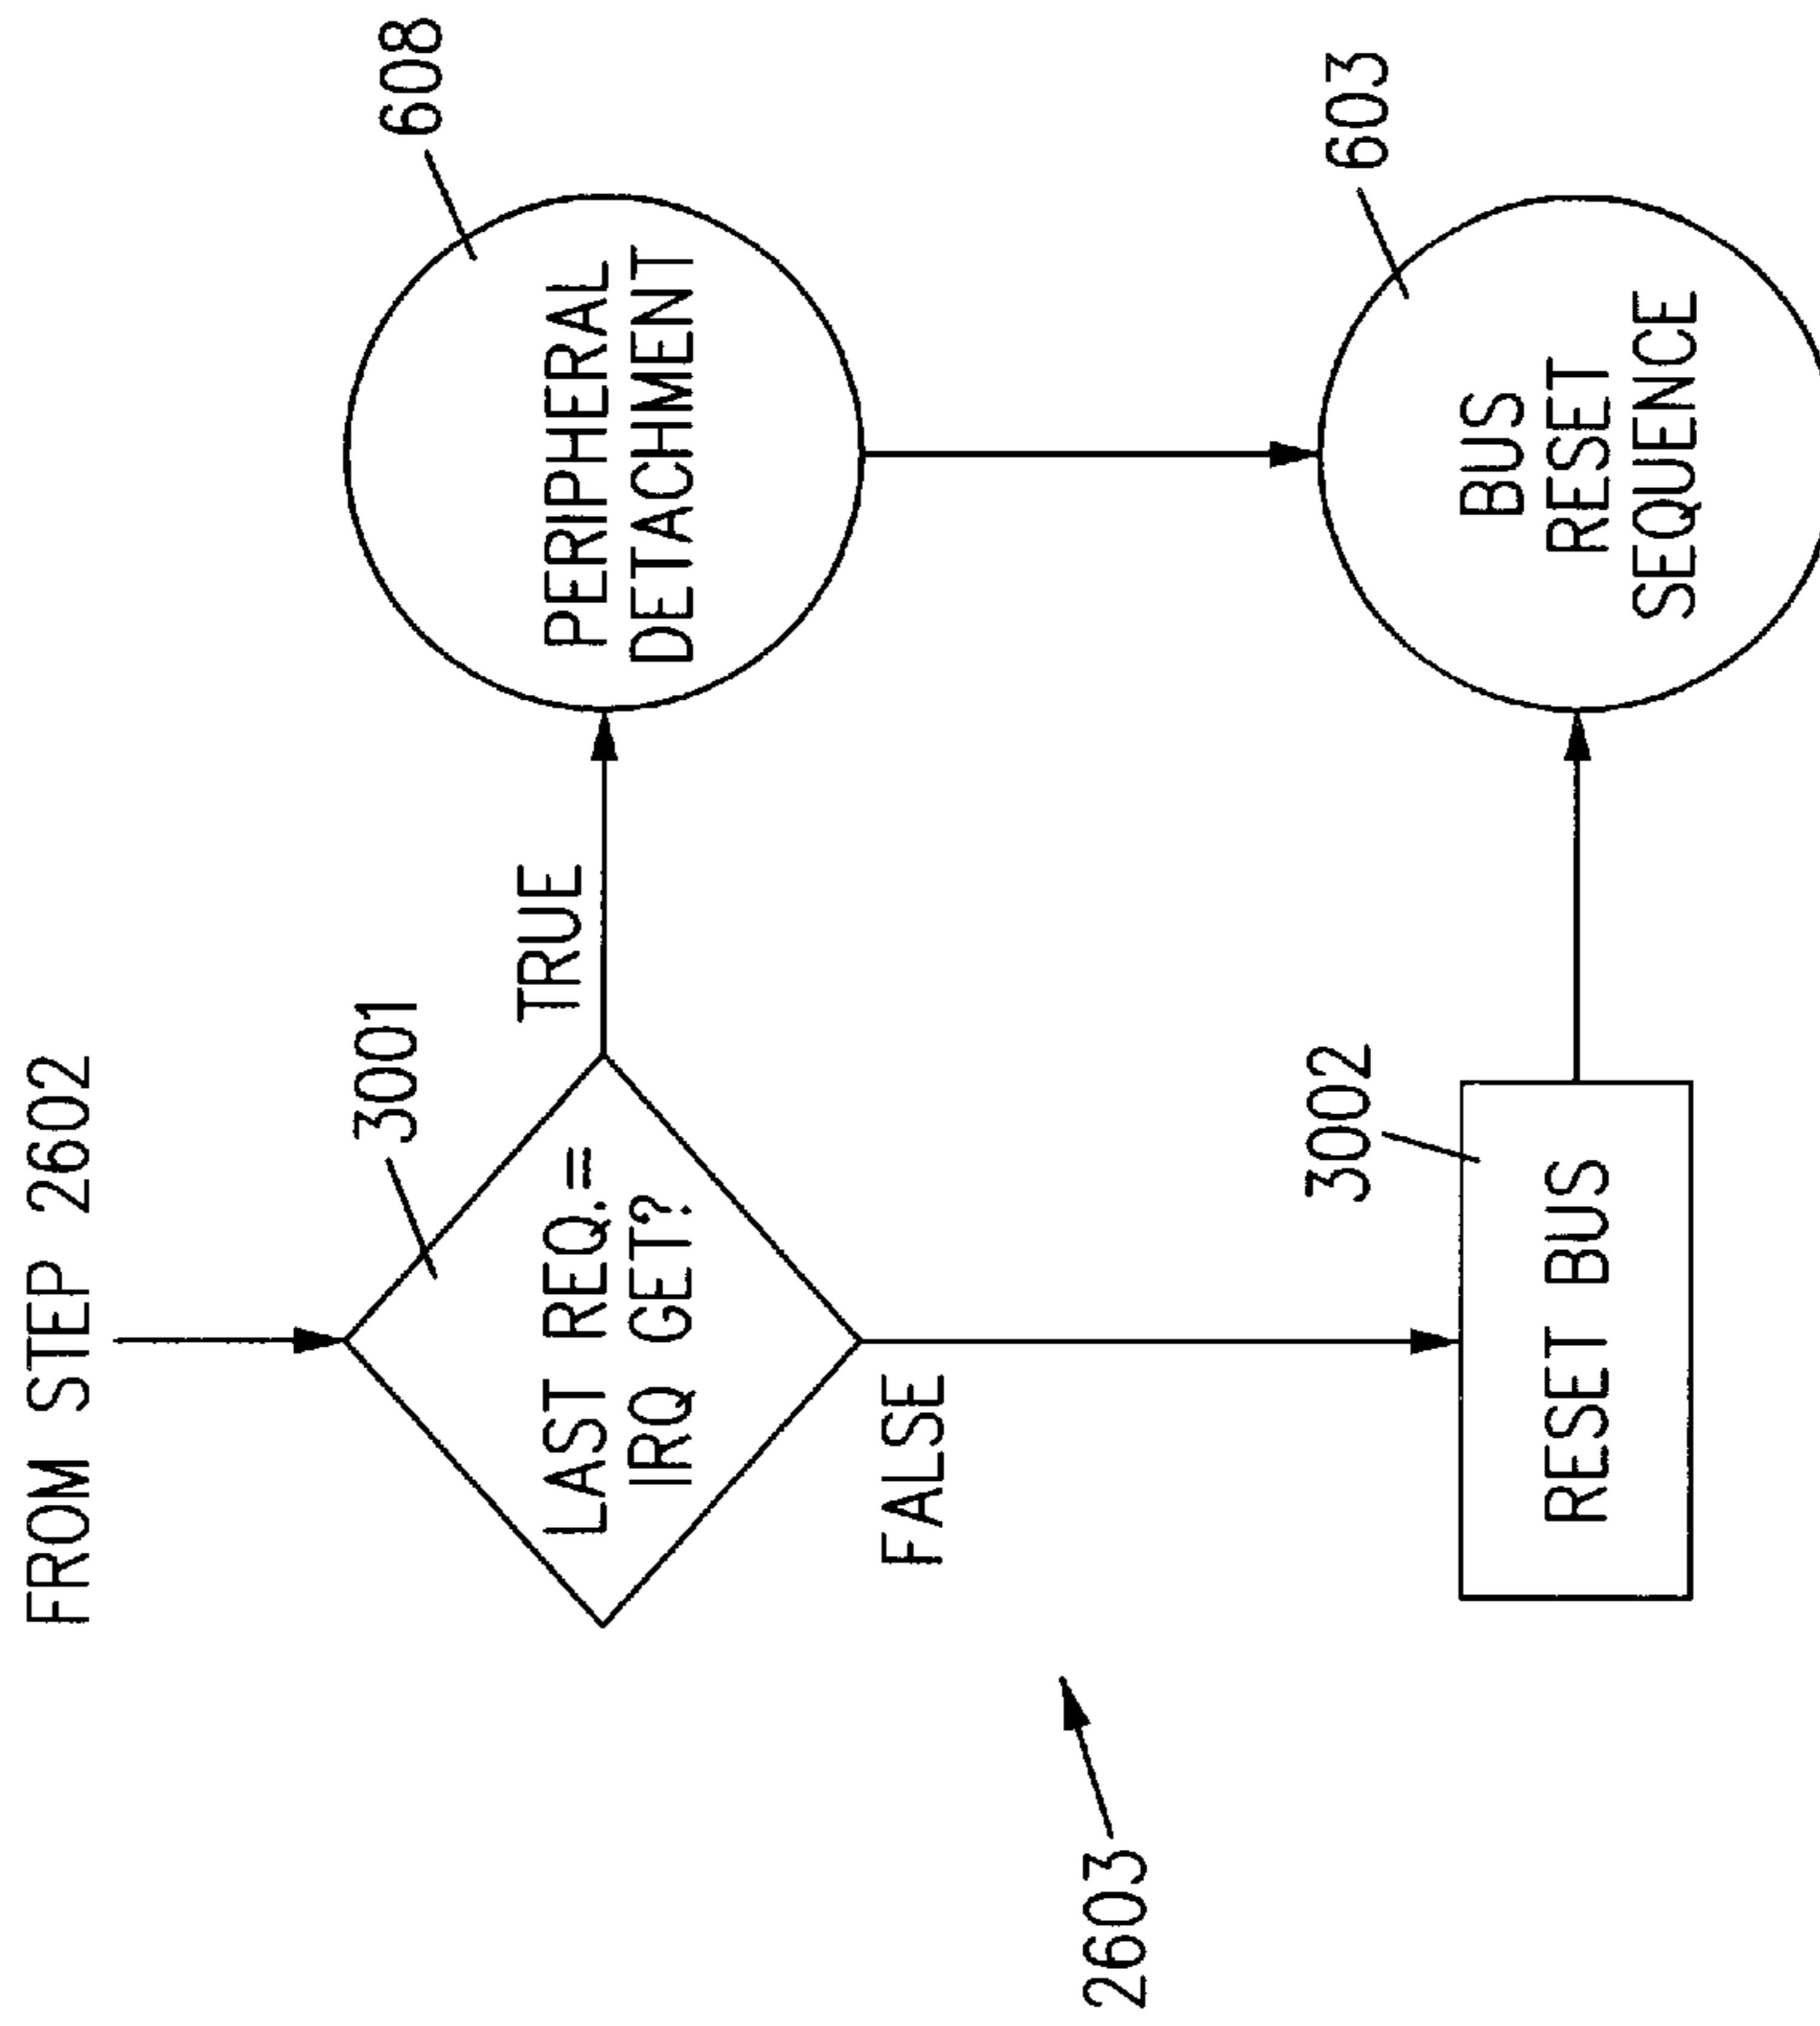 FROM STEP 2602
3001
LAST REQ.=
IRQ GET?
TRUE
FALSE
608
PERIPHERAL
DETACHMENT
3002
RESET BUS
603
BUS
RESET
SEQUENCE
2603